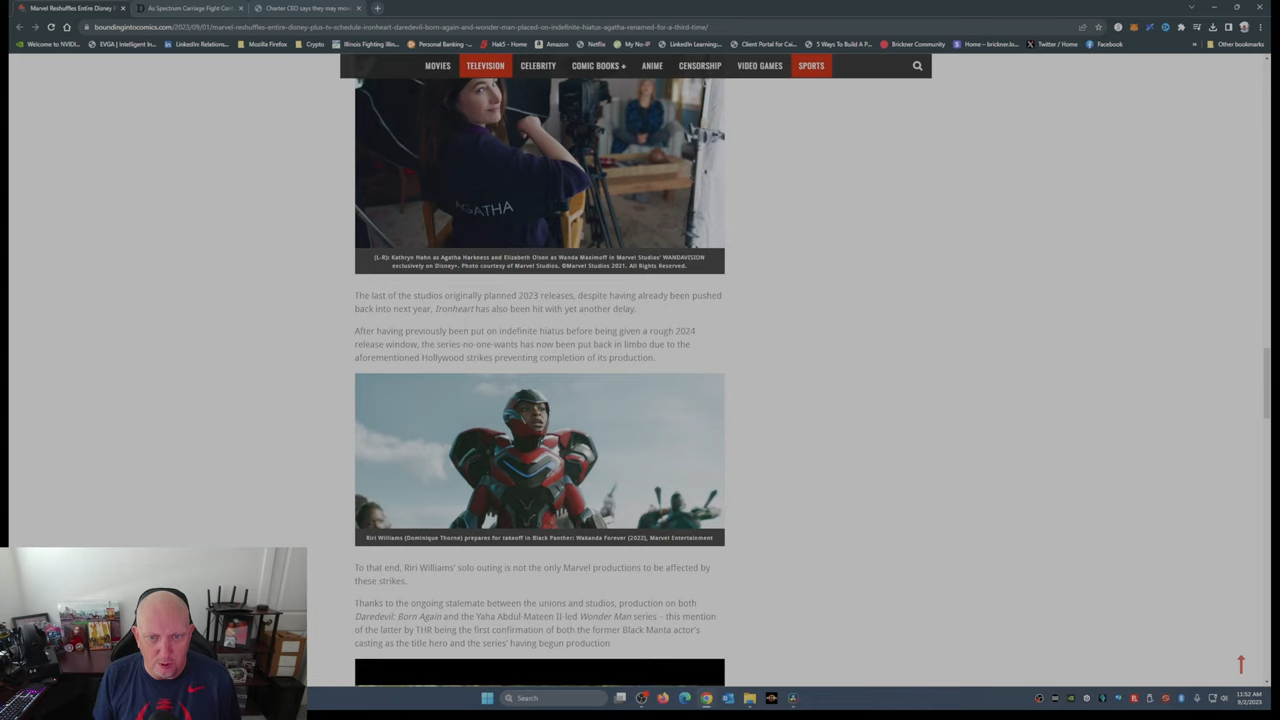 Marvel Reshuffles Entire Disney
As Spectrum Carriage Fight Cont
Charter CEO says they may mov
boundingintocomics.com/2023/09/01/marvel-reshuffles-entire-disney-plus-tv-schedule-ironheart-daredevil-born-again-and-wonder-man-placed-on-indefinite-hiatus-agatha-renamed-for-a-third-time/
Welcome to NVIDI... EVGA | Intelligent In... LinkedIn: Relations... Mozilla Firefox Crypto Illinois Fighting Illini... Personal Banking -... Hak5 - Home Amazon Netflix My No-IP LinkedIn Learning:... Client Portal for Cai... 5 Ways To Build A P... Brickner Community Home – brickner.lo... Twitter / Home Facebook » Other bookmarks
MOVIES TELEVISION CELEBRITY COMIC BOOKS + ANIME CENSORSHIP VIDEO GAMES SPORTS
AGATHA
(L-R): Kathryn Hahn as Agatha Harkness and Elizabeth Olsen as Wanda Maximoff in Marvel Studios' WANDAVISION
exclusively on Disney+. Photo courtesy of Marvel Studios. ©Marvel Studios 2021. All Rights Reserved.
The last of the studios originally planned 2023 releases, despite having already been pushed
back into next year, Ironheart has also been hit with yet another delay.
After having previously been put on indefinite hiatus before being given a rough 2024
release window, the series-no-one-wants has now been put back in limbo due to the
aforementioned Hollywood strikes preventing completion of its production.
Riri Williams (Dominique Thorne) prepares for takeoff in Black Panther: Wakanda Forever (2022), Marvel Entertainment
To that end, Riri Williams' solo outing is not the only Marvel productions to be affected by
these strikes.
Thanks to the ongoing stalemate between the unions and studios, production on both
Daredevil: Born Again and the Yaha Abdul-Mateen II-led Wonder Man series – this mention
of the latter by THR being the first confirmation of both the former Black Manta actor's
casting as the title hero and the series' having begun production
Search
11:52 AM
9/2/2023